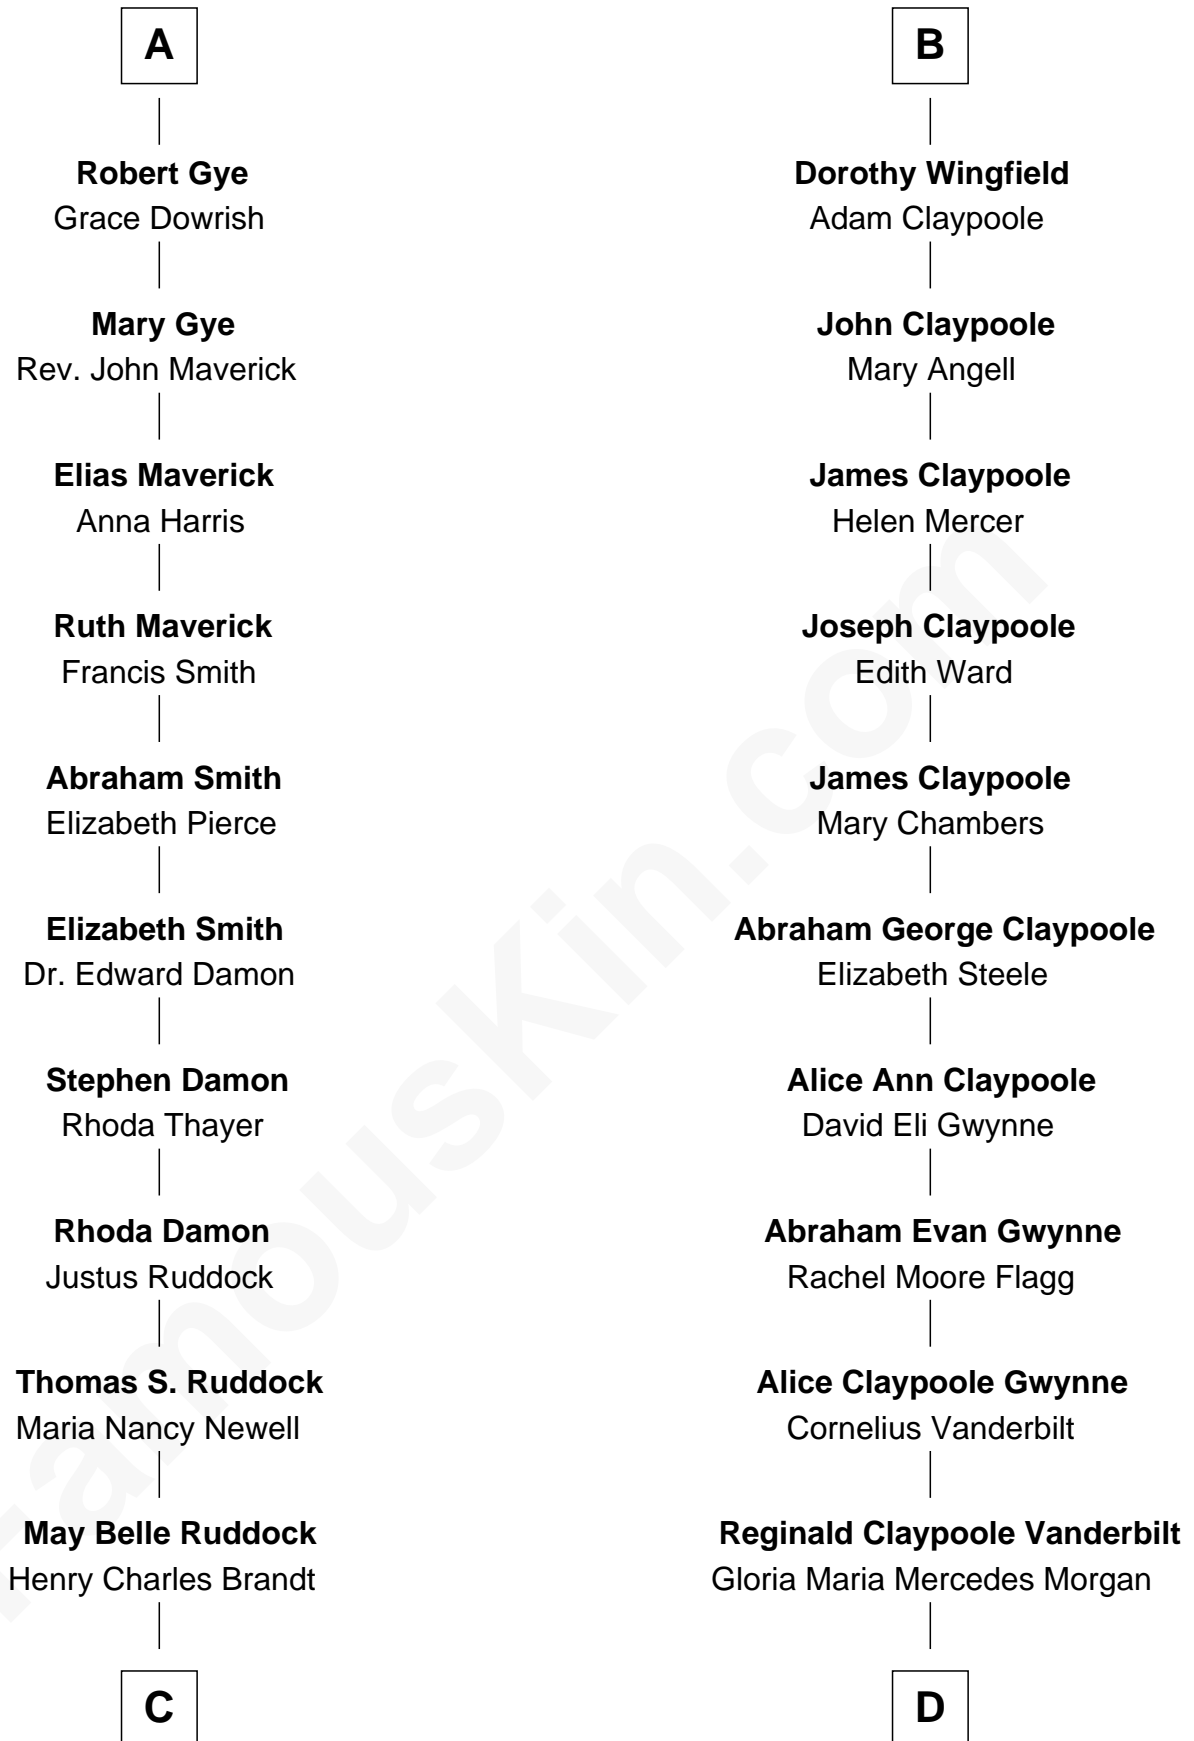 A
Robert Gye
Grace Dowrish
Mary Gye
Rev. John Maverick
Elias Maverick
Anna Harris
Ruth Maverick
Francis Smith
Abraham Smith
Elizabeth Pierce
Elizabeth Smith
Dr. Edward Damon
Stephen Damon
Rhoda Thayer
Rhoda Damon
Justus Ruddock
Thomas S. Ruddock
Maria Nancy Newell
May Belle Ruddock
Henry Charles Brandt
C
B
Dorothy Wingfield
Adam Claypoole
John Claypoole
Mary Angell
James Claypoole
Helen Mercer
Joseph Claypoole
Edith Ward
James Claypoole
Mary Chambers
Abraham George Claypoole
Elizabeth Steele
Alice Ann Claypoole
David Eli Gwynne
Abraham Evan Gwynne
Rachel Moore Flagg
Alice Claypoole Gwynne
Cornelius Vanderbilt
Reginald Claypoole Vanderbilt
Gloria Maria Mercedes Morgan
D
FamousKin.com